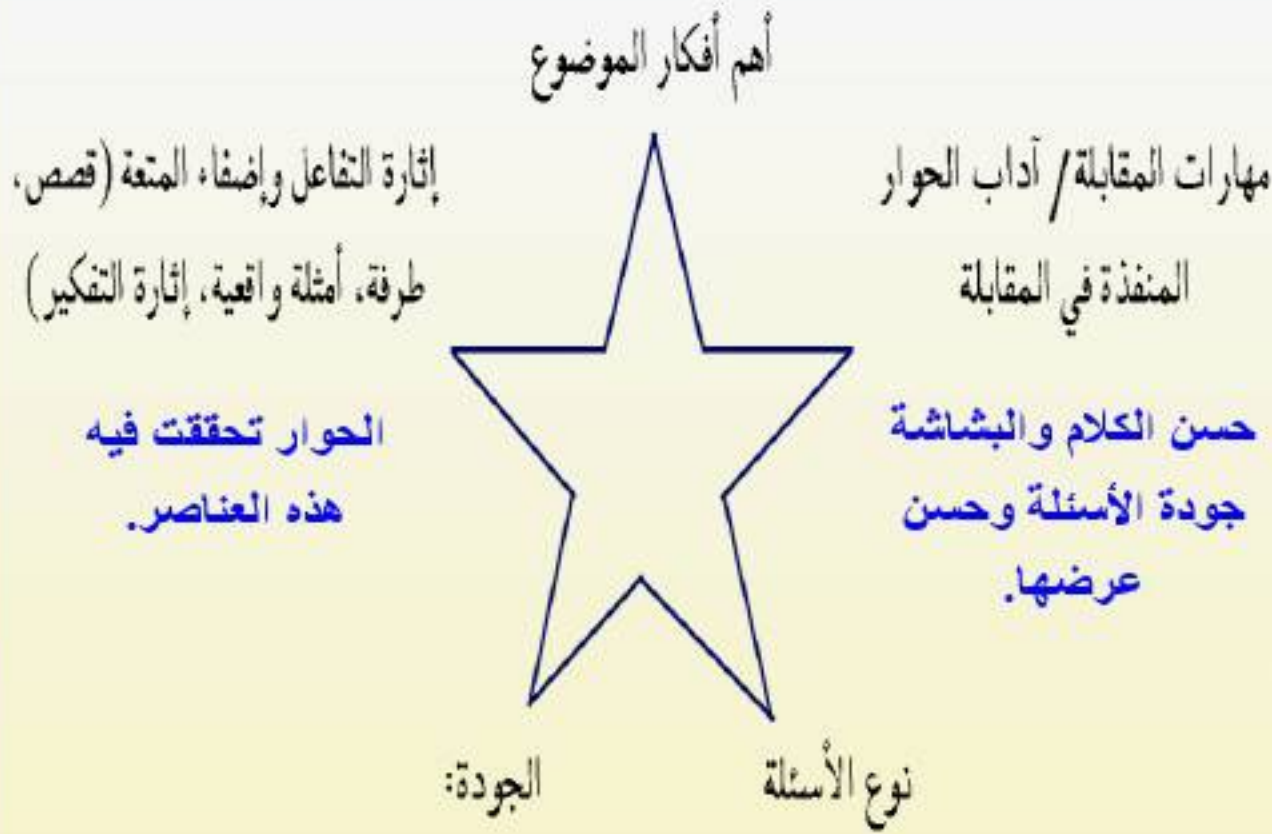 أهم أفكار الموضوع
مهارات المقابلة/ آداب الحوار
المنفذة في المقابلة
حسن الكلام والبشاشة
جودة الأسئلة وحسن
عرضها.
إثارة التفاعل وإضفاء المتعة (قصص،
طرفة، أمثلة واقعية، إثارة التفكير)
الحوار تحققت فيه
هذه العناصر.
نوع الأسئلة
الجودة: